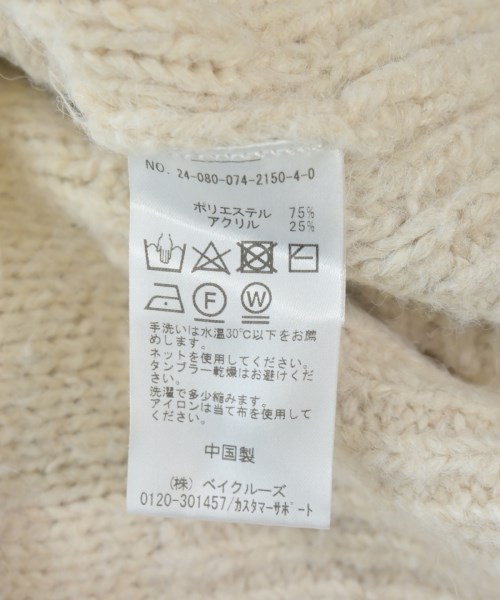 NO. 24-080-074-2150-4-0
ポリエステル 75%
アクリル 25%
F W
手洗いは水温30℃以下をお薦
めします。
ネットを使用してください。
タンブラー乾燥はお避けくだ
さい。
洗濯で多少縮みます。
アイロンは当て布を使用して
ください。
中国製
(株) ベイクルーズ
0120-301457/カスタマーサポート